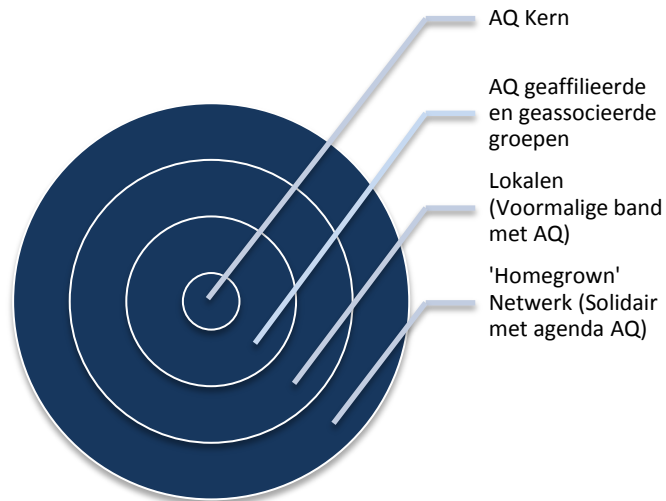 AQ Kern
AQ geaffilieerde
en geassocieerde
groepen
Lokalen
(Voormalige band
met AQ)
'Homegrown'
Netwerk (Solidair
met agenda AQ)